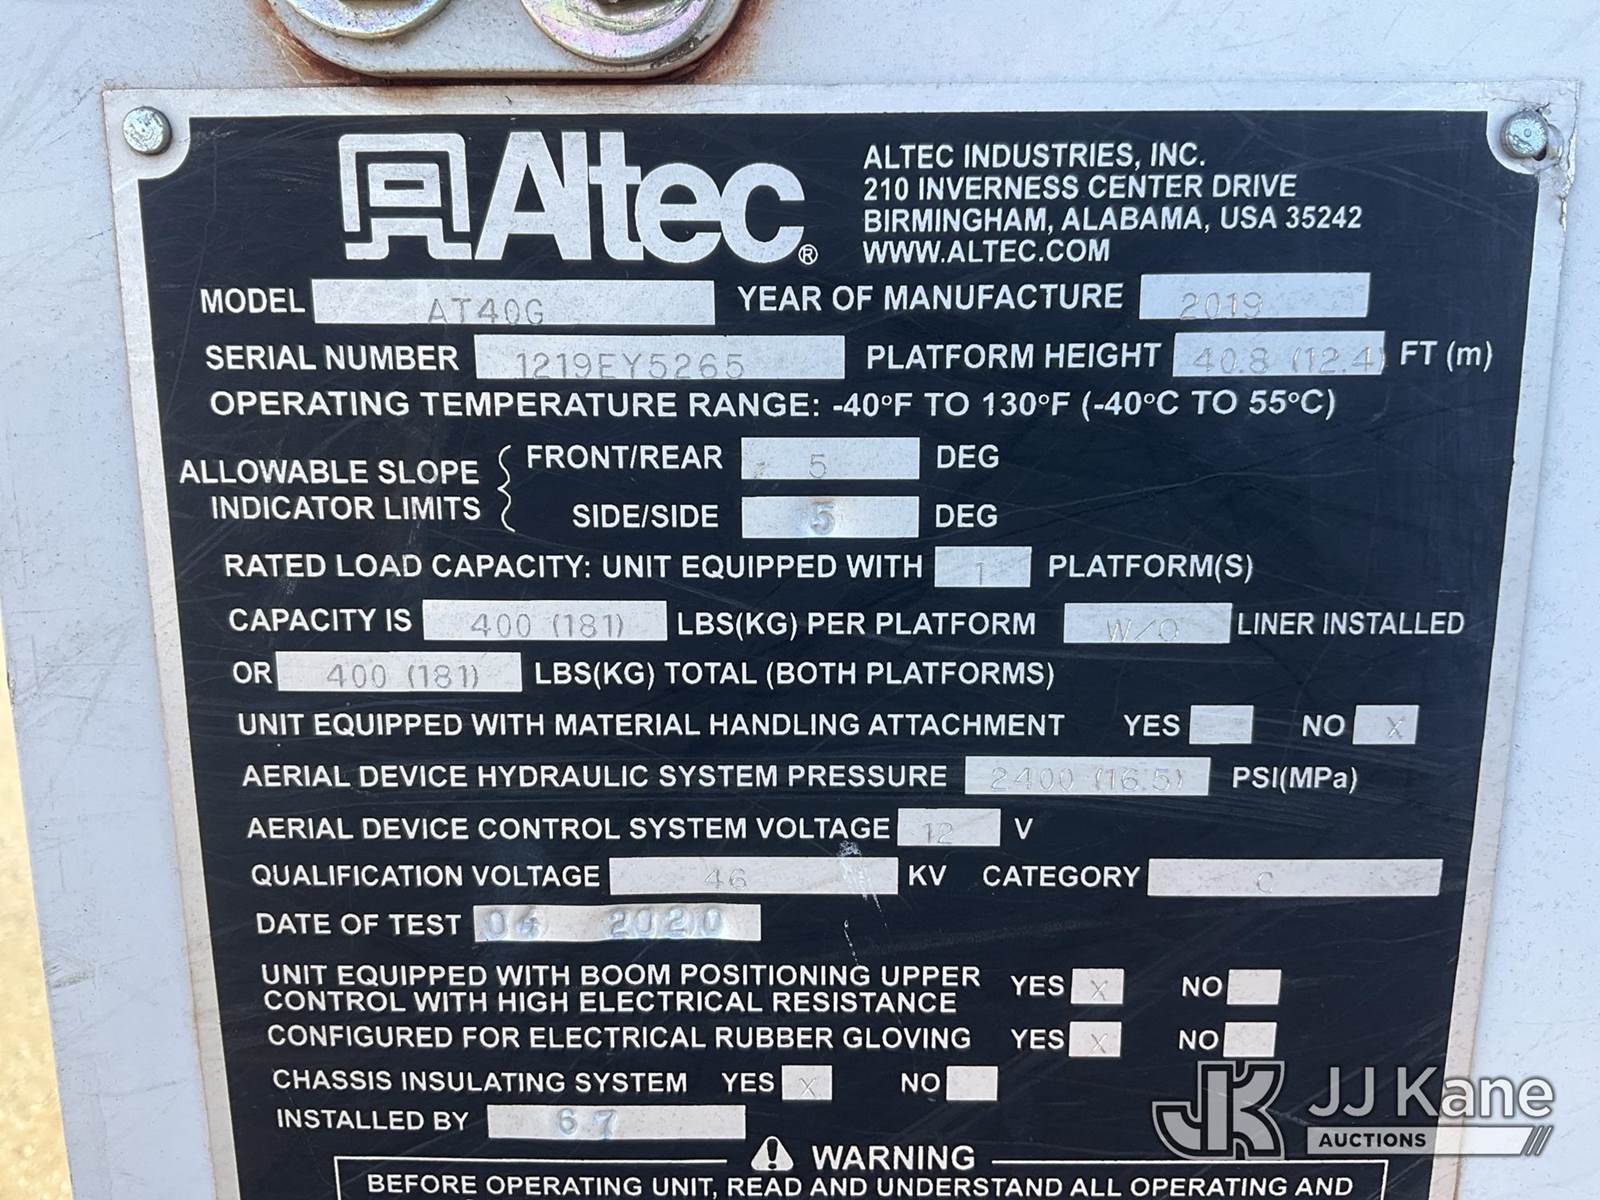 Altec®
ALTEC INDUSTRIES, INC.
210 INVERNESS CENTER DRIVE
BIRMINGHAM, ALABAMA, USA 35242
WWW.ALTEC.COM
MODEL AT40G YEAR OF MANUFACTURE 2019
SERIAL NUMBER 1219EY5265 PLATFORM HEIGHT 40.8 (12.4) FT (m)
OPERATING TEMPERATURE RANGE: -40°F TO 130°F (-40°C TO 55°C)
ALLOWABLE SLOPE INDICATOR LIMITS
FRONT/REAR 5 DEG
SIDE/SIDE 5 DEG
RATED LOAD CAPACITY: UNIT EQUIPPED WITH 1 PLATFORM(S)
CAPACITY IS 400 (181) LBS(KG) PER PLATFORM W/O LINER INSTALLED
OR 400 (181) LBS(KG) TOTAL (BOTH PLATFORMS)
UNIT EQUIPPED WITH MATERIAL HANDLING ATTACHMENT YES NO X
AERIAL DEVICE HYDRAULIC SYSTEM PRESSURE 2400 (16.5) PSI(MPa)
AERIAL DEVICE CONTROL SYSTEM VOLTAGE 12 V
QUALIFICATION VOLTAGE 46 KV CATEGORY C
DATE OF TEST 04 2020
UNIT EQUIPPED WITH BOOM POSITIONING UPPER
CONTROL WITH HIGH ELECTRICAL RESISTANCE YES X NO
CONFIGURED FOR ELECTRICAL RUBBER GLOVING YES X NO
CHASSIS INSULATING SYSTEM YES X NO
INSTALLED BY 67
WARNING
BEFORE OPERATING UNIT, READ AND UNDERSTAND ALL OPERATING AND
JK JJ Kane
AUCTIONS